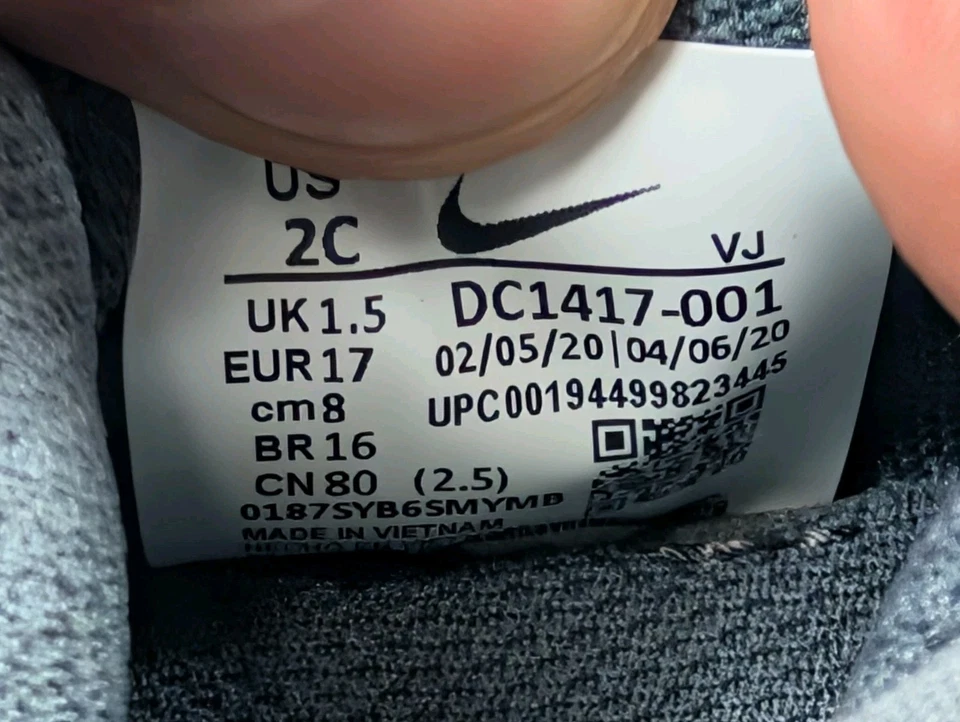 US
2C
VJ
UK 1.5
DC1417-001
EUR 17
02/05/20|04/06/20
cm 8
UPC00194499823445
BR 16
CN 80 (2.5)
0187SYB6SMYMB
MADE IN VIETNAM